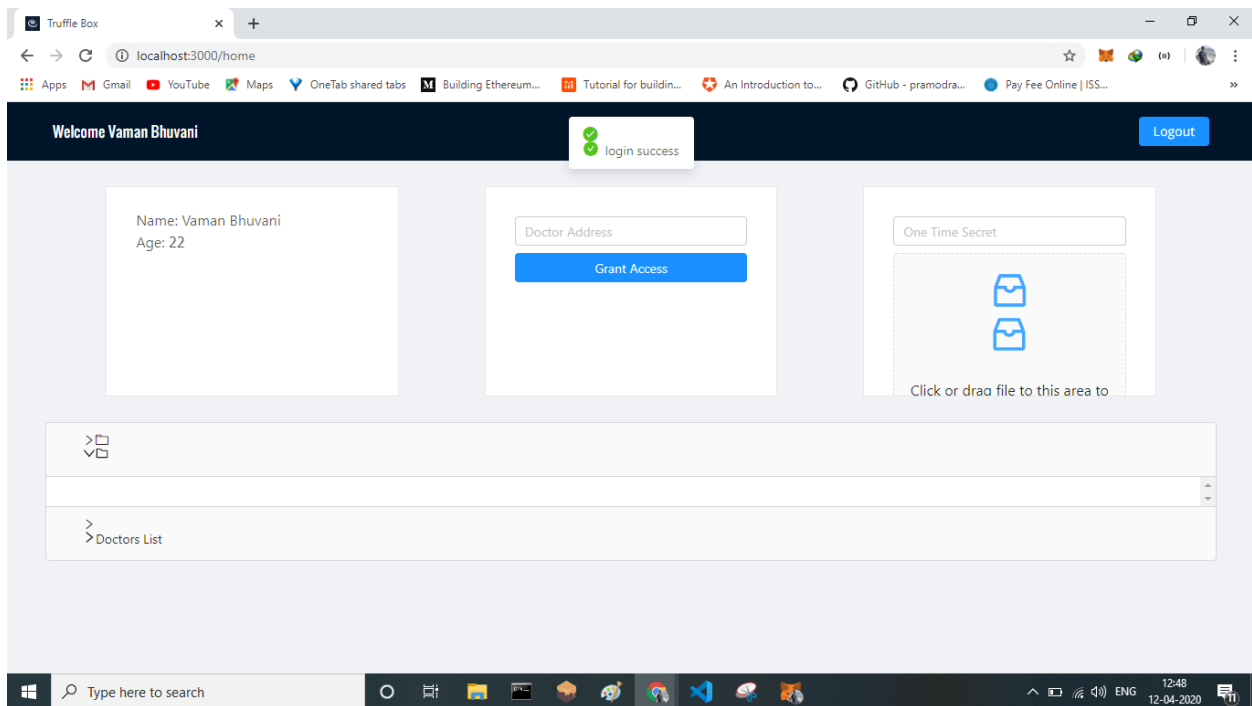 Truffle Box
localhost:3000/home
Apps Gmail YouTube Maps OneTab shared tabs Building Ethereum... Tutorial for buildin... An Introduction to... GitHub - pramodra... Pay Fee Online | ISS... »
Welcome Vaman Bhuvani
login success
Logout
Name: Vaman Bhuvani
Age: 22
Doctor Address
Grant Access
One Time Secret
Click or drag file to this area to
Doctors List
Type here to search
ENG
12:48
12-04-2020